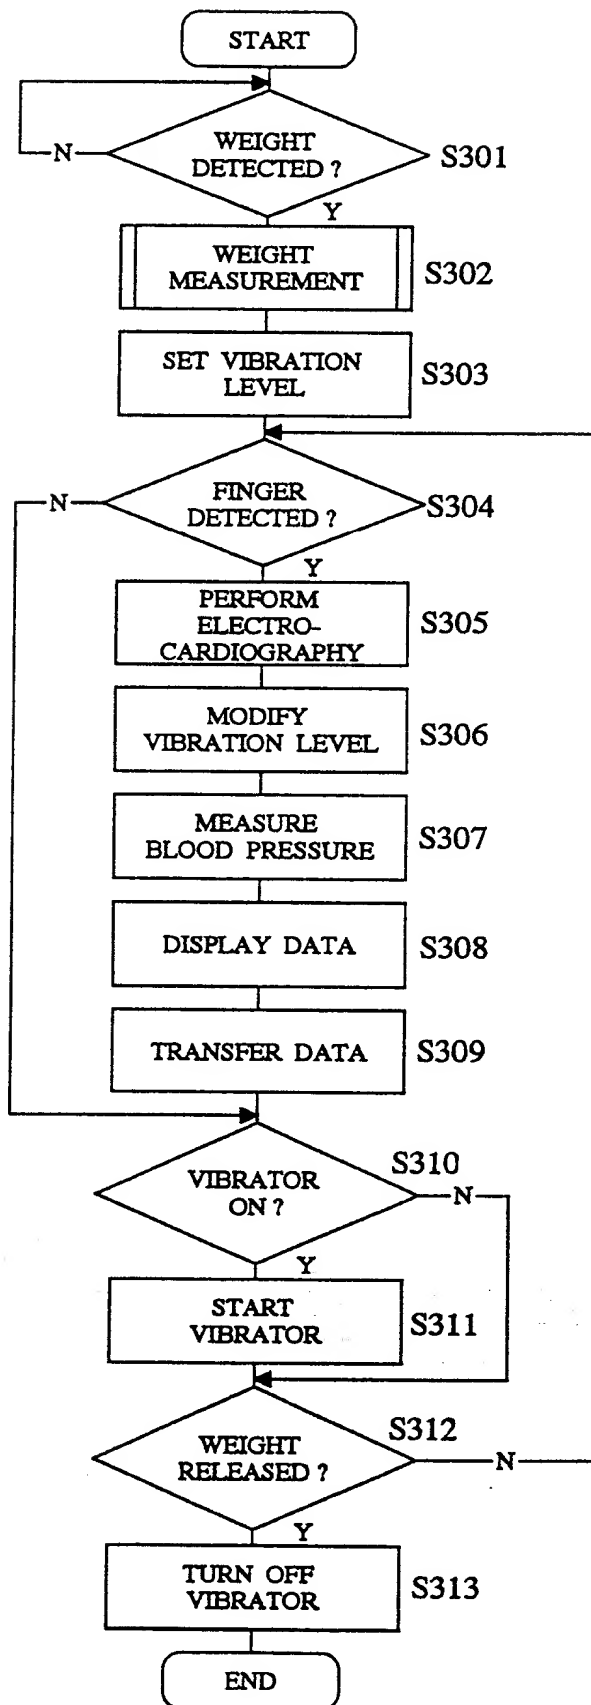 START
WEIGHT
DETECTED ?
S301
N
Y
WEIGHT
MEASUREMENT
S302
SET VIBRATION
LEVEL
S303
FINGER
DETECTED ?
S304
N
Y
PERFORM
ELECTRO-
CARDIOGRAPHY
S305
MODIFY
VIBRATION LEVEL
S306
MEASURE
BLOOD PRESSURE
S307
DISPLAY DATA
S308
TRANSFER DATA
S309
VIBRATOR
ON ?
S310
N
Y
START
VIBRATOR
S311
WEIGHT
RELEASED ?
S312
N
Y
TURN OFF
VIBRATOR
S313
END